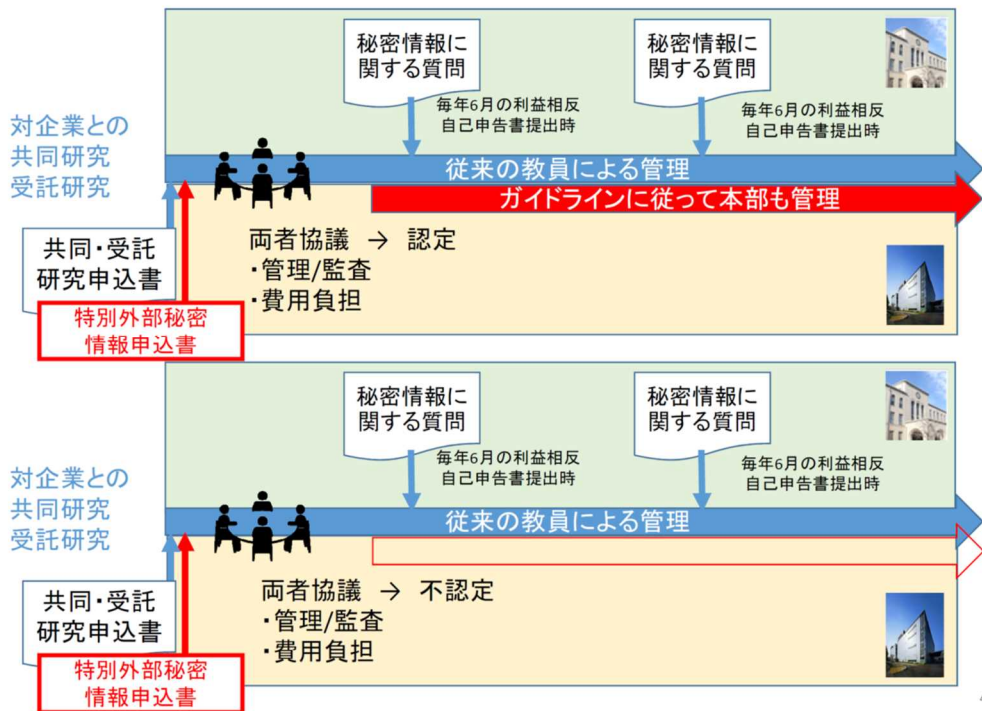 秘密情報に
関する質問
秘密情報に
関する質問
毎年6月の利益相反
自己申告書提出時
毎年6月の利益相反
自己申告書提出時
対企業との
共同研究
受託研究
従来の教員による管理
ガイドラインに従って本部も管理
共同・受託
研究申込書
特別外部秘密
情報申込書
両者協議 → 認定
・管理/監査
・費用負担
秘密情報に
関する質問
秘密情報に
関する質問
毎年6月の利益相反
自己申告書提出時
毎年6月の利益相反
自己申告書提出時
対企業との
共同研究
受託研究
従来の教員による管理
共同・受託
研究申込書
特別外部秘密
情報申込書
両者協議 → 不認定
・管理/監査
・費用負担